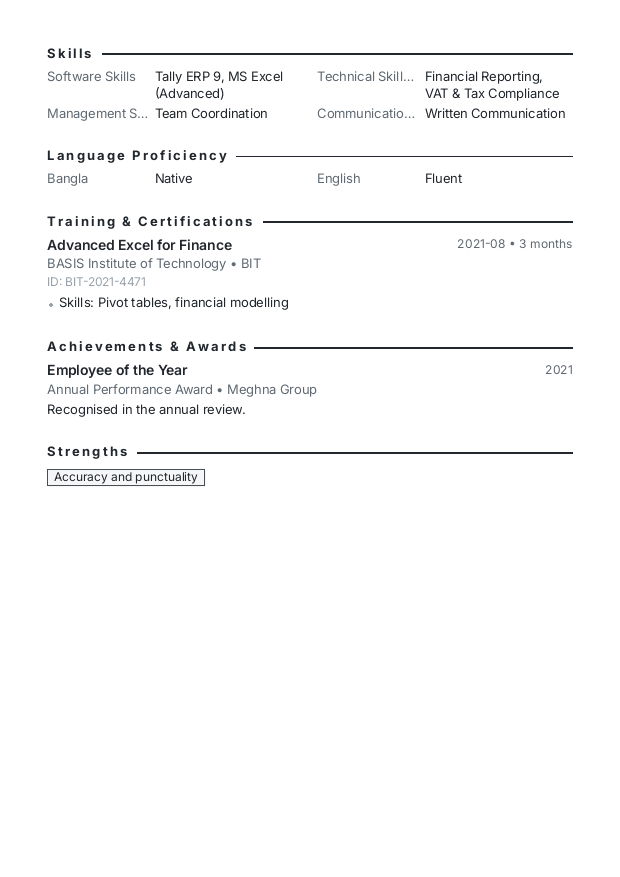 Skills
Software Skills Tally ERP 9, MS Excel (Advanced) Technical Skill... Financial Reporting, VAT & Tax Compliance
Management S... Team Coordination Communicatio... Written Communication
Language Proficiency
Bangla Native English Fluent
Training & Certifications
Advanced Excel for Finance 2021-08 • 3 months
BASIS Institute of Technology • BIT
ID: BIT-2021-4471
• Skills: Pivot tables, financial modelling
Achievements & Awards
Employee of the Year 2021
Annual Performance Award • Meghna Group
Recognised in the annual review.
Strengths
Accuracy and punctuality